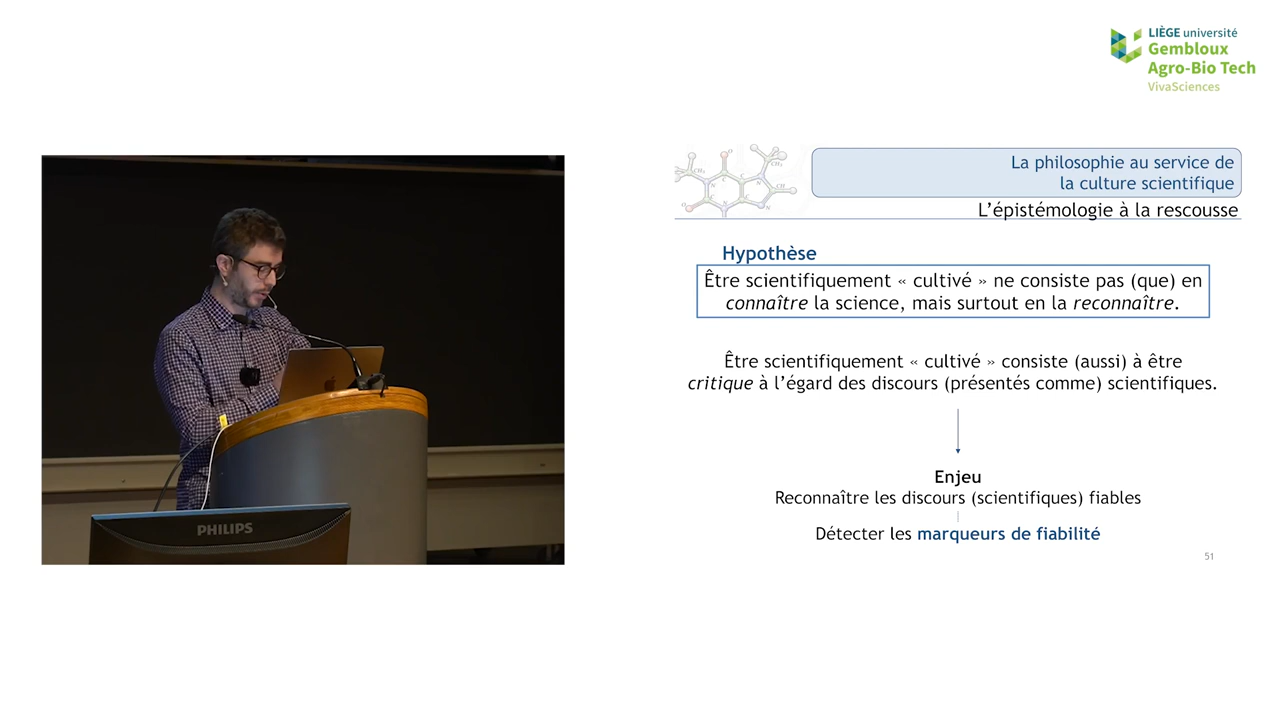 LIÈGE université
Gembloux
Agro-Bio Tech
VivaSciences
La philosophie au service de
la culture scientifique
L'épistémologie à la rescousse
Hypothèse
Être scientifiquement « cultivé » ne consiste pas (que) en
connaître la science, mais surtout en la reconnaître.
Être scientifiquement « cultivé » consiste (aussi) à être
critique à l'égard des discours (présentés comme) scientifiques.
Enjeu
Reconnaître les discours (scientifiques) fiables
Détecter les marqueurs de fiabilité
51
PHILIPS